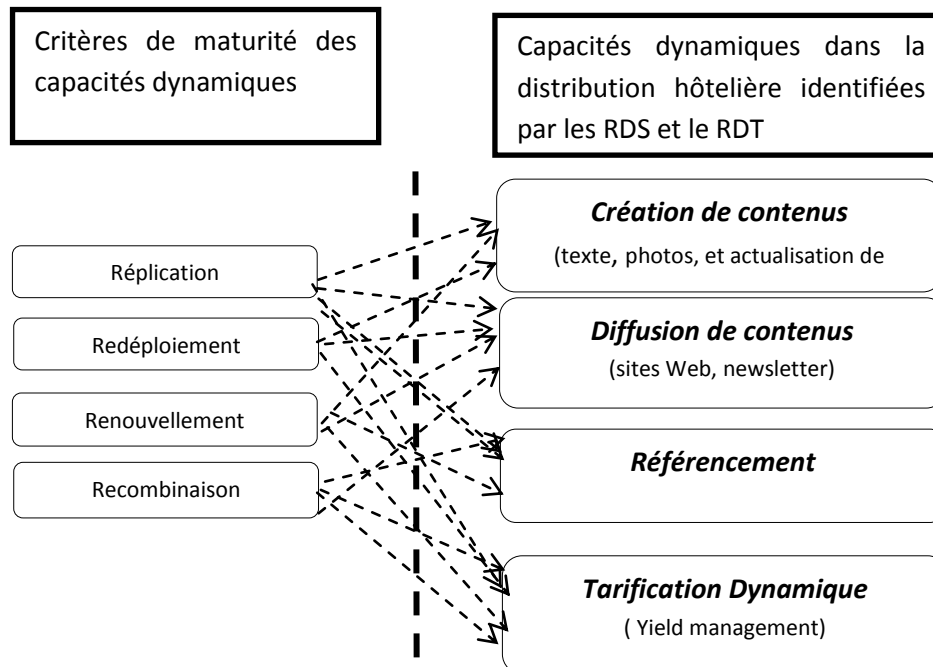 Critères de maturité des
capacités dynamiques
Capacités dynamiques dans la
distribution hôtelière identifiées
par les RDS et le RDT
Réplication
Redéploiement
Renouvellement
Recombinaison
Création de contenus
(texte, photos, et actualisation de
Diffusion de contenus
(sites Web, newsletter)
Référencement
Tarification Dynamique
( Yield management)